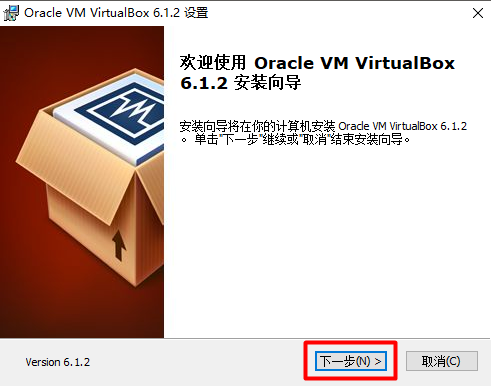 Oracle VM VirtualBox 6.1.2 设置
欢迎使用 Oracle VM VirtualBox
6.1.2 安装向导
安装向导将在你的计算机安装 Oracle VM VirtualBox 6.1.2
。 单击"下一步"继续或"取消"结束安装向导。
Version 6.1.2
下一步(N) >
取消(C)